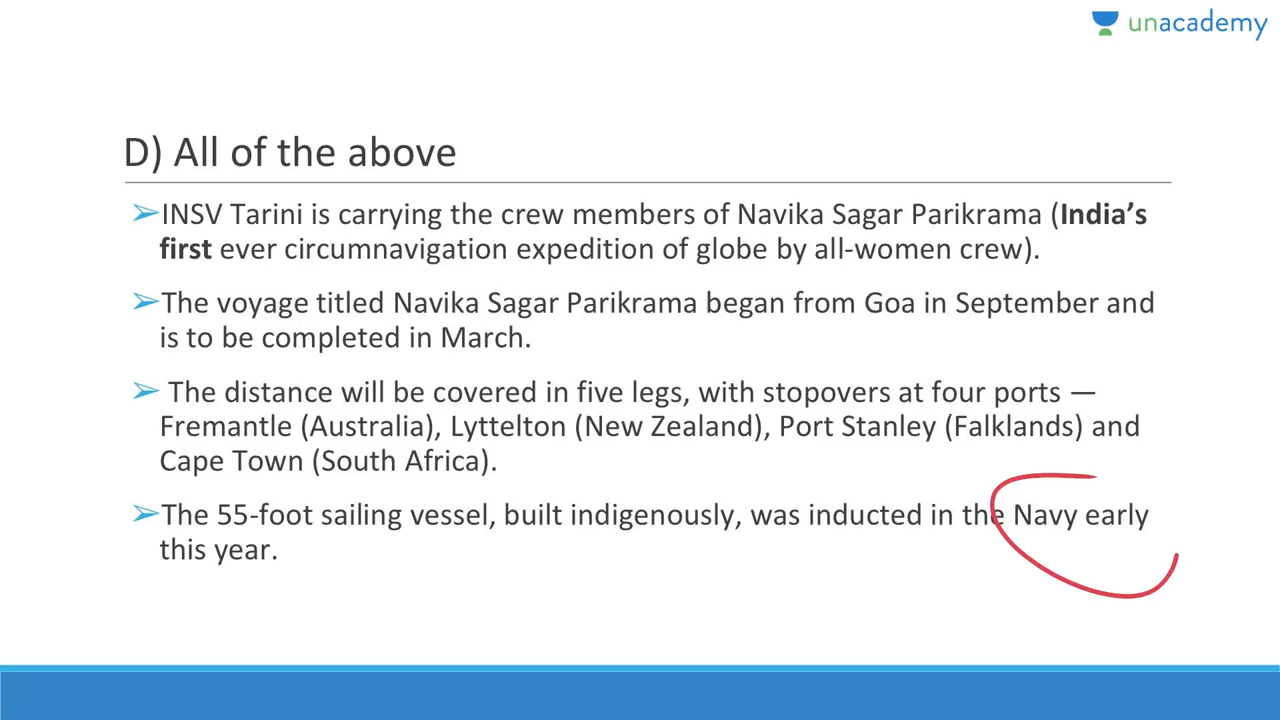 unacademy
D) All of the above
➢INSV Tarini is carrying the crew members of Navika Sagar Parikrama (India’s
first ever circumnavigation expedition of globe by all-women crew).
➢The voyage titled Navika Sagar Parikrama began from Goa in September and
is to be completed in March.
➢ The distance will be covered in five legs, with stopovers at four ports —
Fremantle (Australia), Lyttelton (New Zealand), Port Stanley (Falklands) and
Cape Town (South Africa).
➢The 55-foot sailing vessel, built indigenously, was inducted in the Navy early
this year.